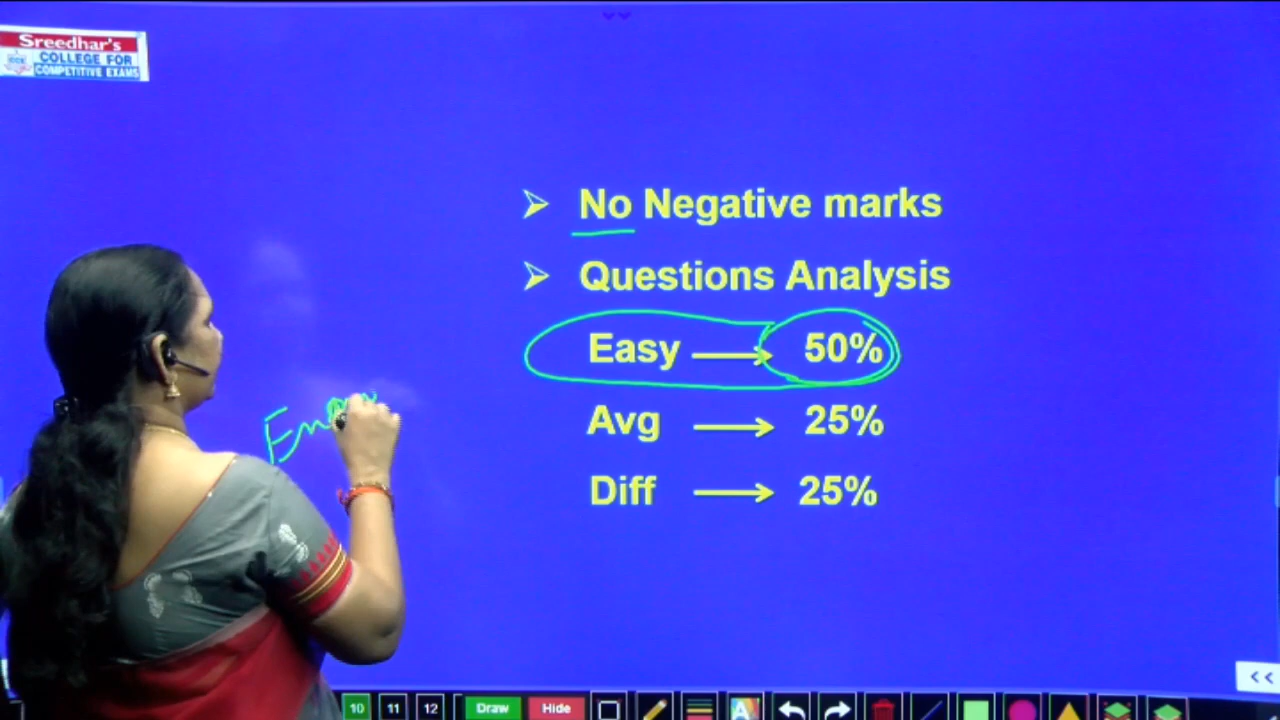 Sreedhar's
CCE
COLLEGE FOR
COMPETITIVE EXAMS
➢ No Negative marks
➢ Questions Analysis
Easy → 50%
Avg → 25%
Diff → 25%
10 11 12 Draw Hide A
<<